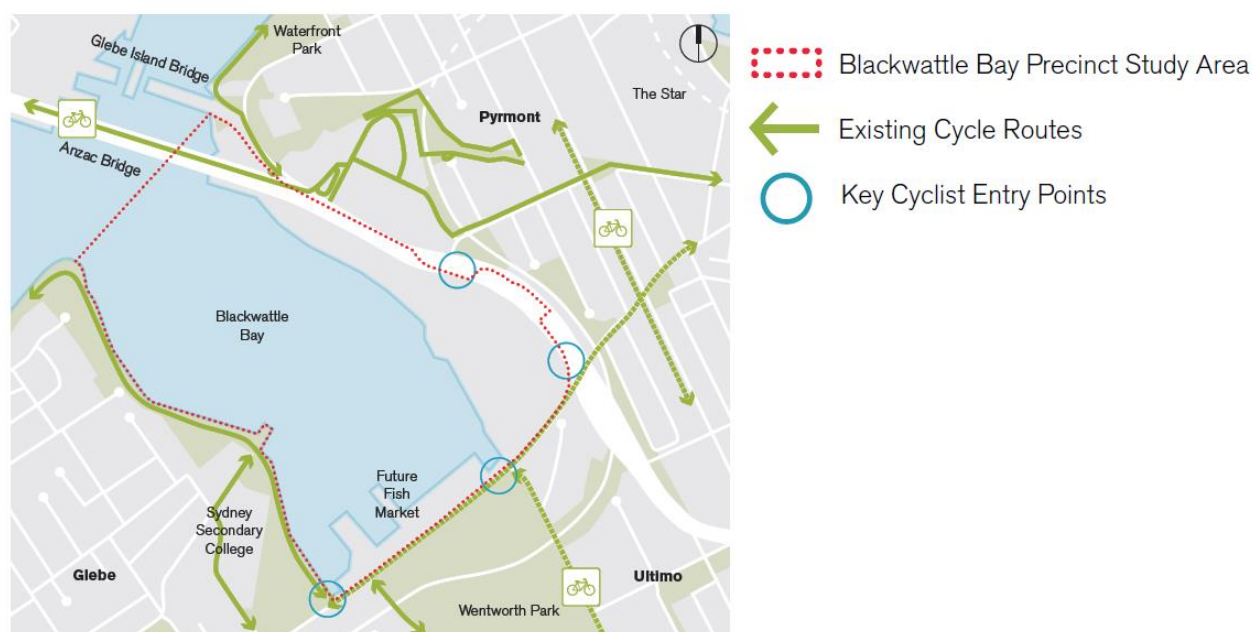 Waterfront
Park
Glebe Island Bridge
The Star
Pyrmont
Anzac Bridge
Blackwattle
Bay
Future
Fish
Market
Sydney
Secondary
College
Glebe
Ultimo
Wentworth Park
Blackwattle Bay Precinct Study Area
Existing Cycle Routes
Key Cyclist Entry Points